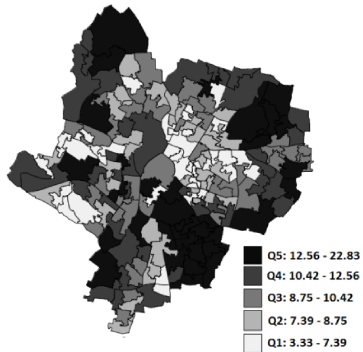 Q5: 12.56 - 22.83
Q4: 10.42 - 12.56
Q3: 8.75 - 10.42
Q2: 7.39 - 8.75
Q1: 3.33 - 7.39